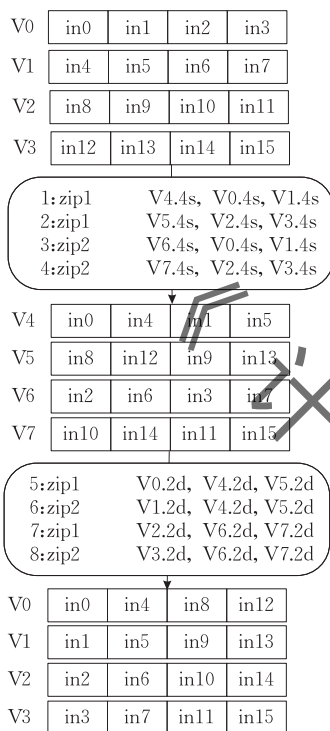 V0 in0 in1 in2 in3
V1 in4 in5 in6 in7
V2 in8 in9 in10 in11
V3 in12 in13 in14 in15
1:zip1 V4.4s, V0.4s, V1.4s
2:zip1 V5.4s, V2.4s, V3.4s
3:zip2 V6.4s, V0.4s, V1.4s
4:zip2 V7.4s, V2.4s, V3.4s
V4 in0 in4 in1 in5
V5 in8 in12 in9 in13
V6 in2 in6 in3 in7
V7 in10 in14 in11 in15
5:zip1 V0.2d, V4.2d, V5.2d
6:zip2 V1.2d, V4.2d, V5.2d
7:zip1 V2.2d, V6.2d, V7.2d
8:zip2 V3.2d, V6.2d, V7.2d
V0 in0 in4 in8 in12
V1 in1 in5 in9 in13
V2 in2 in6 in10 in14
V3 in3 in7 in11 in15